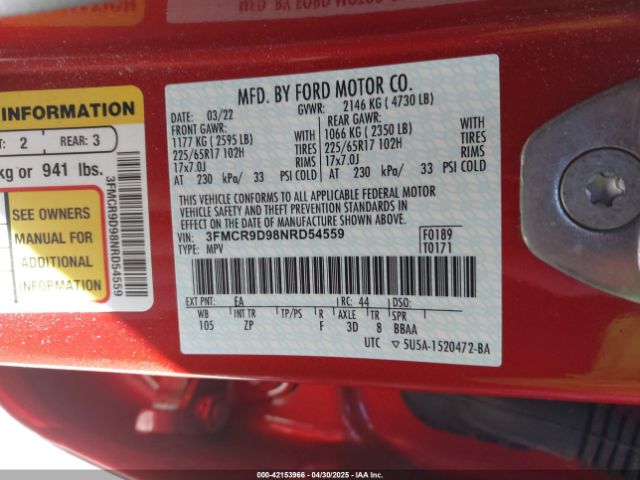 MFD. BY FORD MOTOR CO.
DATE: 03/22 GVWR: 2146 KG ( 4730 LB)
FRONT GAWR: REAR GAWR:
1177 KG ( 2595 LB) WITH 1066 KG ( 2350 LB) WITH
225/65R17 102H TIRES 225/65R17 102H TIRES
17x7.0J RIMS 17x7.0J RIMS
AT 230 kPa/ 33 PSI COLD AT 230 kPa/ 33 PSI COLD
THIS VEHICLE CONFORMS TO ALL APPLICABLE FEDERAL MOTOR
VEHICLE SAFETY AND THEFT PREVENTION STANDARDS IN
EFFECT ON THE DATE OF MANUFACTURE SHOWN ABOVE.
VIN: 3FMCR9D98NRD54559 F0189
TYPE: MPV T0171
EXT PNT: EA RC: 44 DSO:
WB INT TR TP/PS R AXLE TR SPR
105 ZP F 3D 8 BBAA
UTC 5U5A-1520472-BA
INFORMATION
T: 2 REAR: 3
kg or 941 lbs.
SEE OWNERS
MANUAL FOR
ADDITIONAL
INFORMATION
3FMCR9D98NRD54559
000-42153966 - 04/30/2025 - IAA Inc.